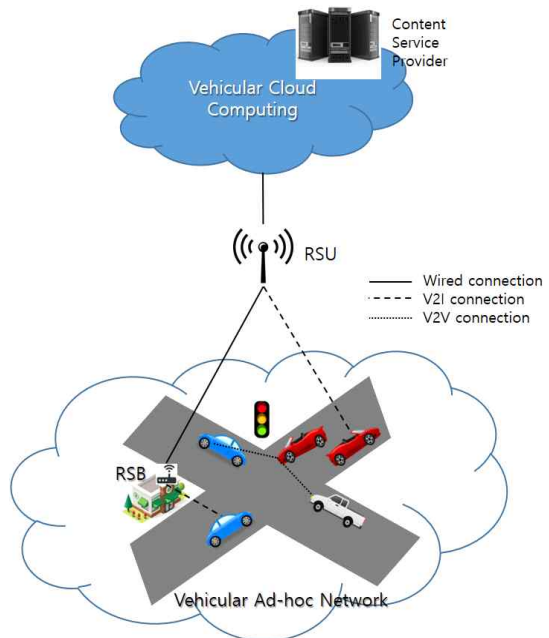 Content
Service
Provider
Vehicular Cloud
Computing
RSU
Wired connection
V2I connection
V2V connection
RSB
Vehicular Ad-hoc Network